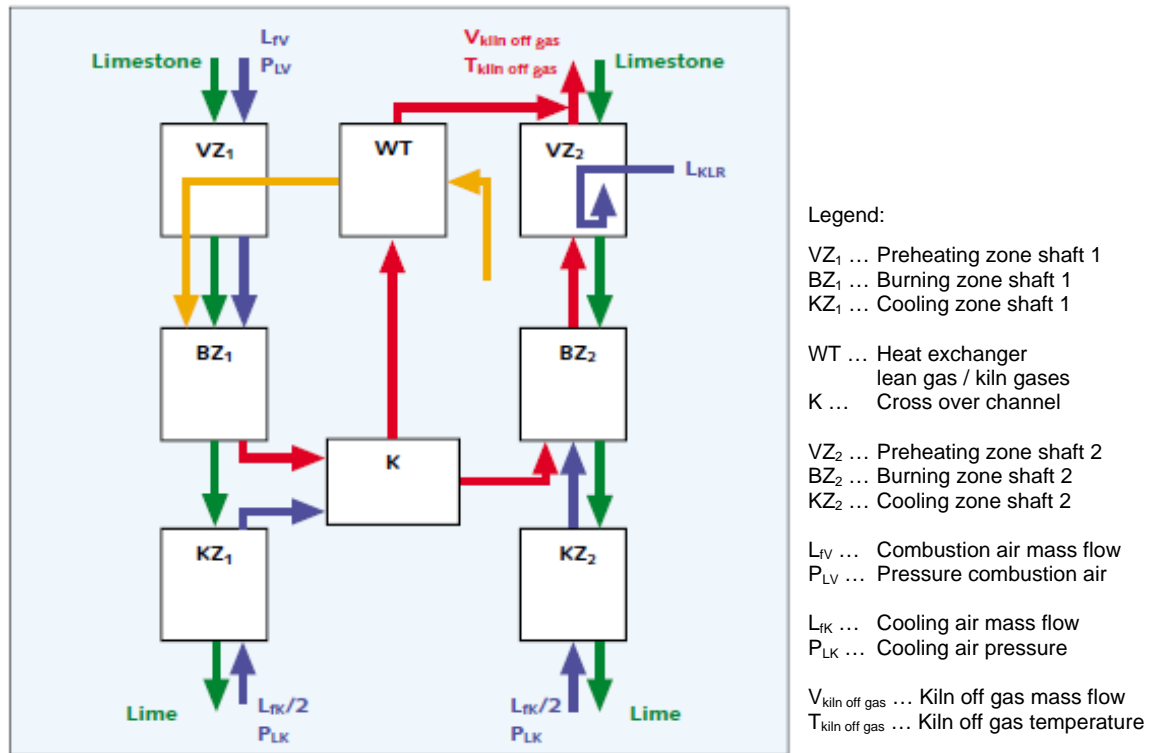 LfV
PLV
Limestone
Vkiln off gas
Tkiln off gas
Limestone
VZ1
WT
VZ2
LKLR
BZ1
K
BZ2
KZ1
KZ2
LfK/2
PLK
Lime
LfK/2
PLK
Lime
Legend:
VZ1 … Preheating zone shaft 1
BZ1 … Burning zone shaft 1
KZ1 … Cooling zone shaft 1
WT … Heat exchanger
lean gas / kiln gases
K … Cross over channel
VZ2 … Preheating zone shaft 2
BZ2 … Burning zone shaft 2
KZ2 … Cooling zone shaft 2
LfV … Combustion air mass flow
PLV … Pressure combustion air
LfK … Cooling air mass flow
PLK … Cooling air pressure
Vkiln off gas … Kiln off gas mass flow
Tkiln off gas … Kiln off gas temperature